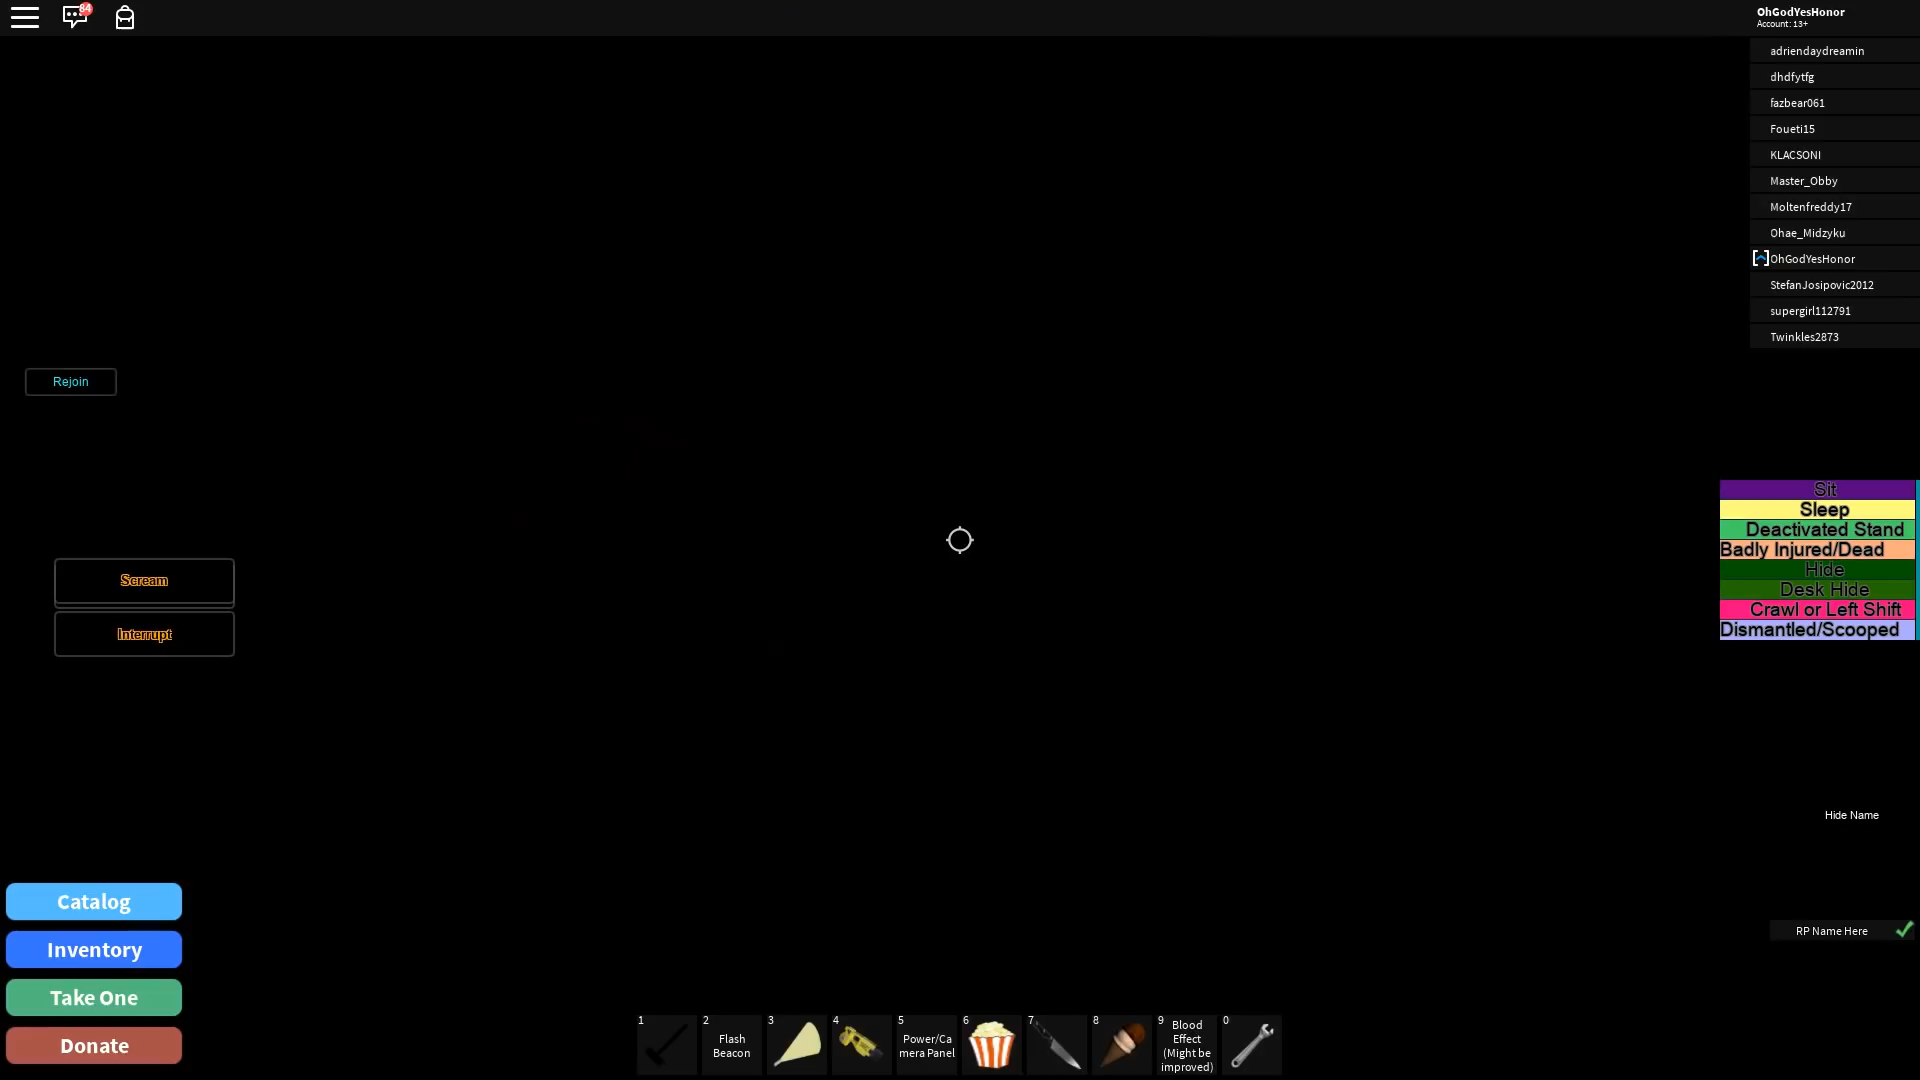 84
OhGodYesHonor
Account: 13+
adriendaydreamin
dhdfytfg
fazbear061
Foueti15
KLACSONI
Master_Obby
Moltenfreddy17
Ohae_Midzyku
OhGodYesHonor
StefanJosipovic2012
supergirl112791
Twinkles2873
Rejoin
Sit
Sleep
Deactivated Stand
Badly Injured/Dead
Hide
Desk Hide
Crawl or Left Shift
Dismantled/Scooped
Scream
Interrupt
Hide Name
Catalog
Inventory
Take One
Donate
RP Name Here
1
2
Flash
Beacon
3
4
5
Power/Ca
mera Panel
6
7
8
9
Blood
Effect
(Might be
improved)
0